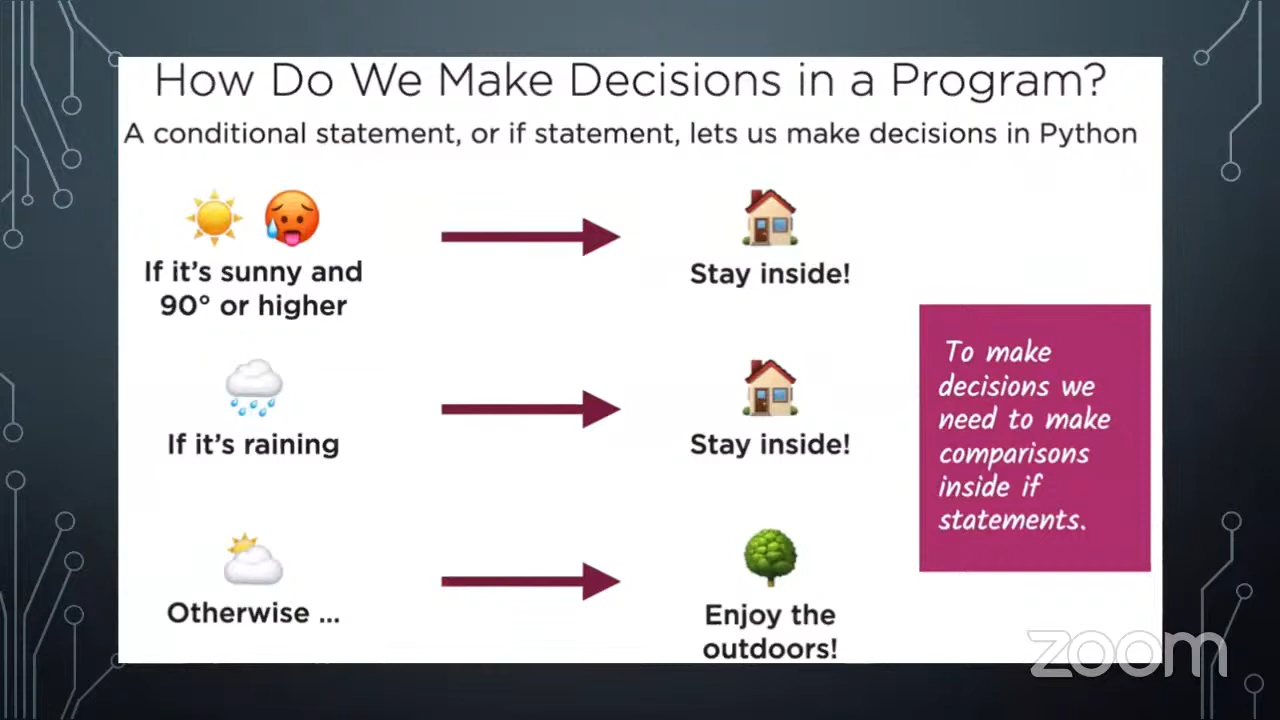 How Do We Make Decisions in a Program?
A conditional statement, or if statement, lets us make decisions in Python
If it's sunny and
90° or higher
Stay inside!
If it's raining
Stay inside!
To make
decisions we
need to make
comparisons
inside if
statements.
Otherwise ...
Enjoy the
outdoors!
zoom